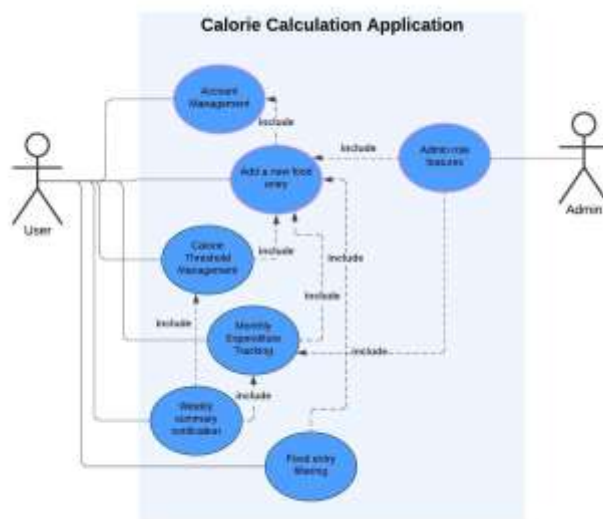 Calorie Calculation Application
Account
Management
include
include
Admin role
features
Add a new food
entry
User
Admin
Calorie
Threshold
Management
include
include
include
include
Monthly
Expenditure
Tracking
include
include
Weekly
summary
notification
Food entry
filtering